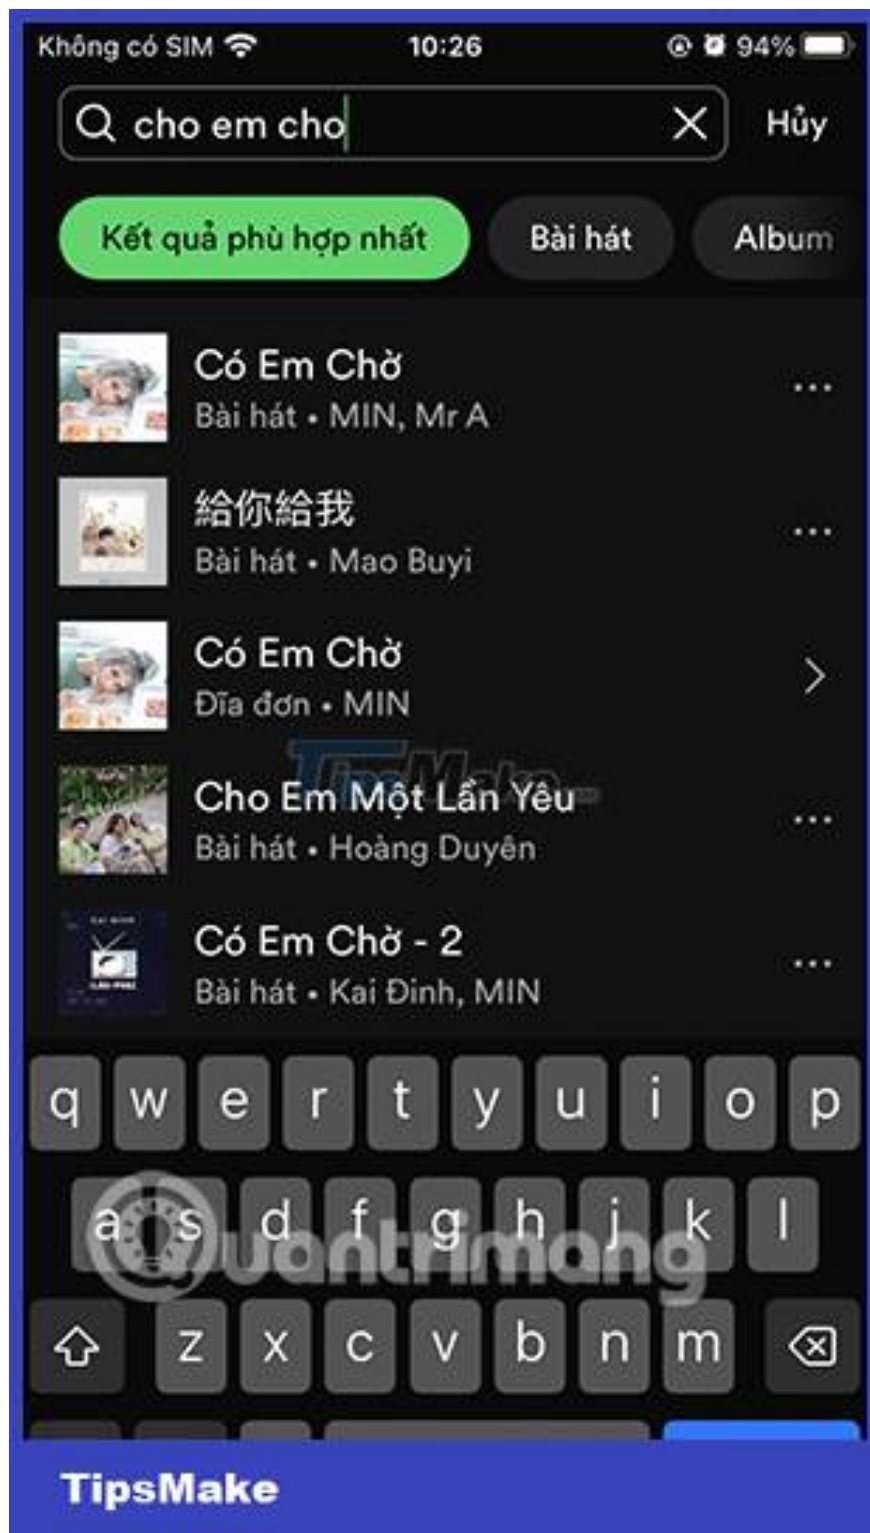 Không có SIM 10:26 94%
cho em cho Hủy
Kết quả phù hợp nhất Bài hát Album
Có Em Chờ
Bài hát • MIN, Mr A
給你給我
Bài hát • Mao Buyi
Có Em Chờ
Đĩa đơn • MIN
TipsMake
Cho Em Một Lần Yêu
Bài hát • Hoàng Duyên
Có Em Chờ - 2
Bài hát • Kai Đinh, MIN
q w e r t y u i o p
a s d f g h j k l
Quantrimang
z x c v b n m
TipsMake